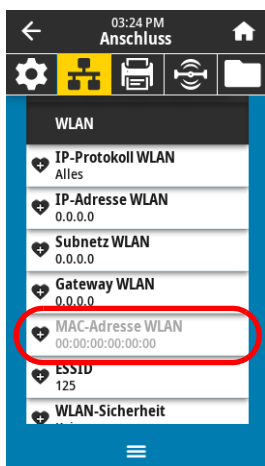 03:24 PM
Anschluss
WLAN
IP-Protokoll WLAN
Alles
IP-Adresse WLAN
0.0.0.0
Subnetz WLAN
0.0.0.0
Gateway WLAN
0.0.0.0
MAC-Adresse WLAN
00:00:00:00:00:00
ESSID
125
WLAN-Sicherheit